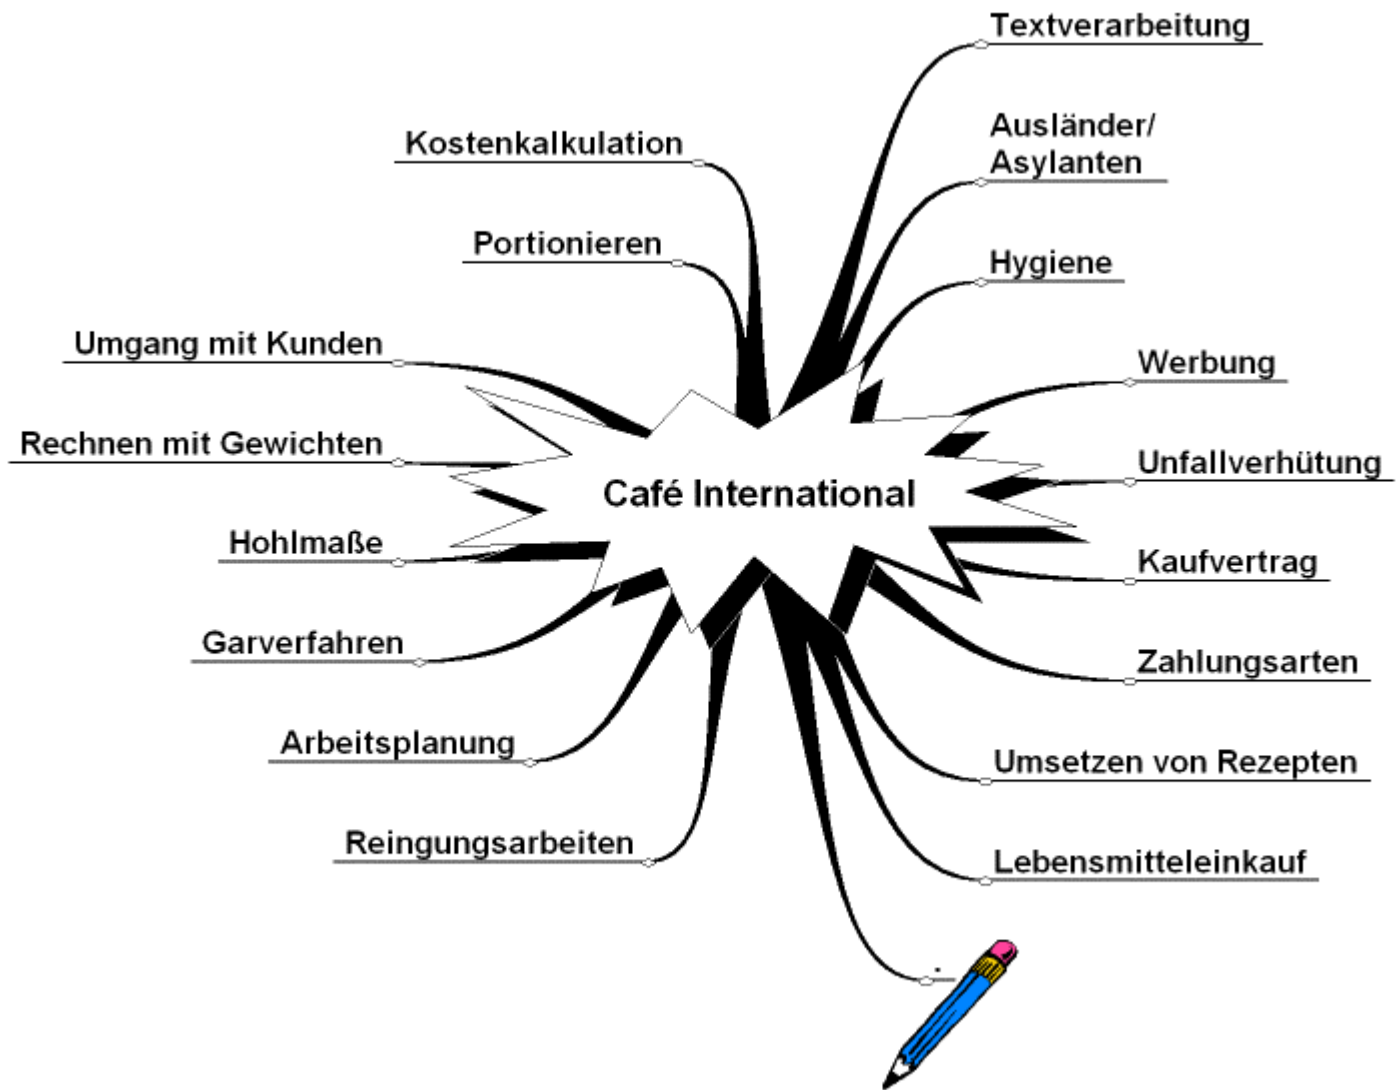 Textverarbeitung
Ausländer/
Asylanten
Kostenkalkulation
Portionieren
Hygiene
Umgang mit Kunden
Werbung
Rechnen mit Gewichten
Unfallverhütung
Café International
Hohlmaße
Kaufvertrag
Garverfahren
Zahlungsarten
Arbeitsplanung
Umsetzen von Rezepten
Reingungsarbeiten
Lebensmitteleinkauf
.